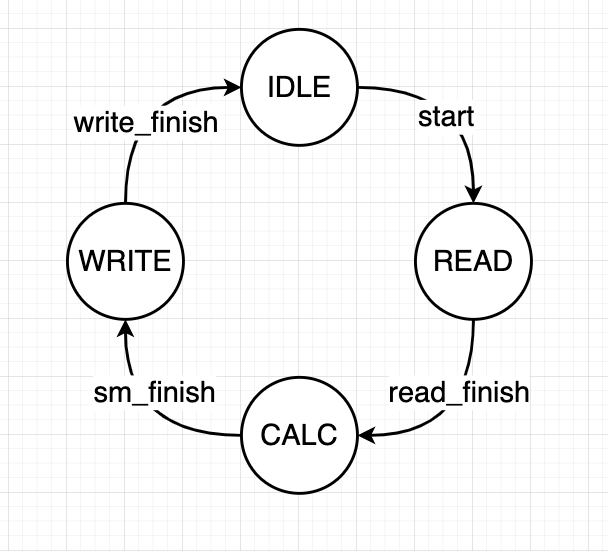 IDLE
write_finish
start
WRITE
READ
sm_finish
read_finish
CALC